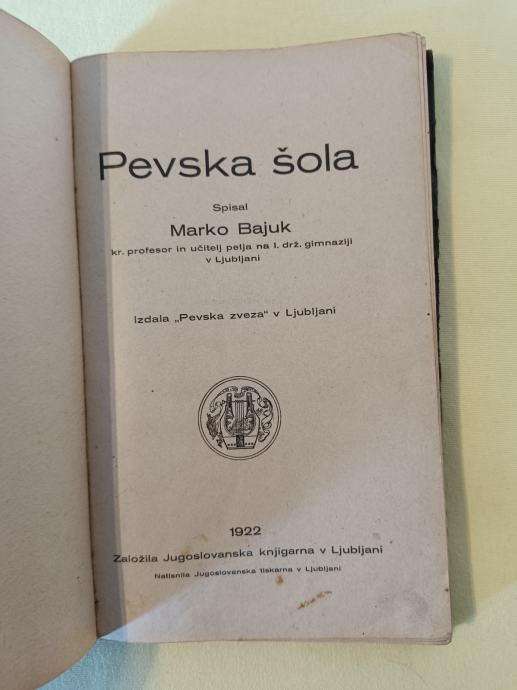 Pevska šola
Spisal
Marko Bajuk
kr. profesor in učitelj petja na I. drž. gimnaziji
v Ljubljani
Izdala „Pevska zveza“ v Ljubljani
1922
Založila Jugoslovanska knjigarna v Ljubljani
Natisnila Jugoslovanska tiskarna v Ljubljani